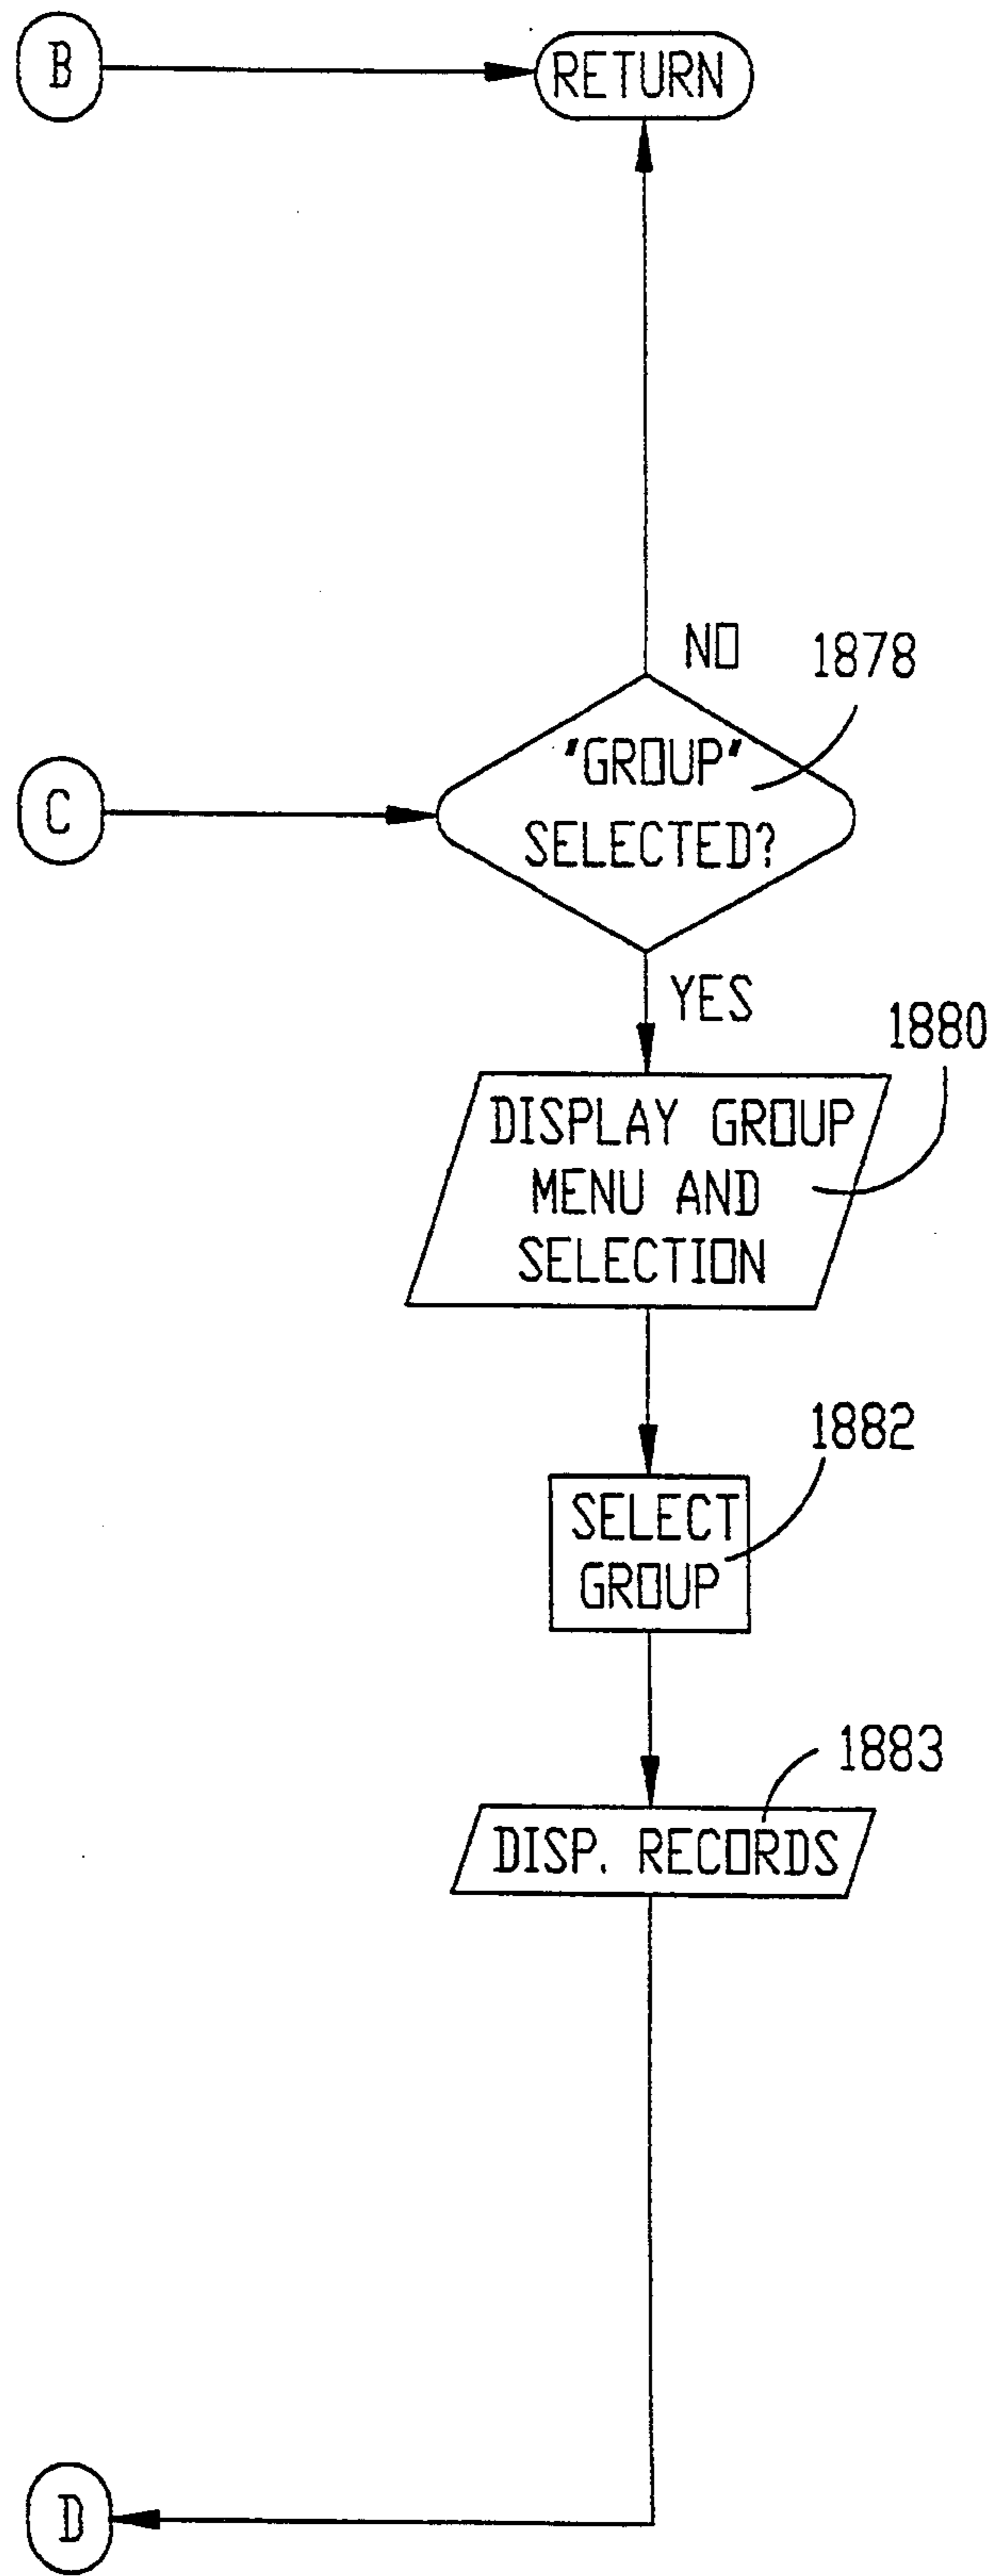 B
RETURN
NO
1878
"GROUP"
C
SELECTED?
YES
1880
DISPLAY GROUP
MENU AND
SELECTION
1882
SELECT
GROUP
1883
DISP. RECORDS
D